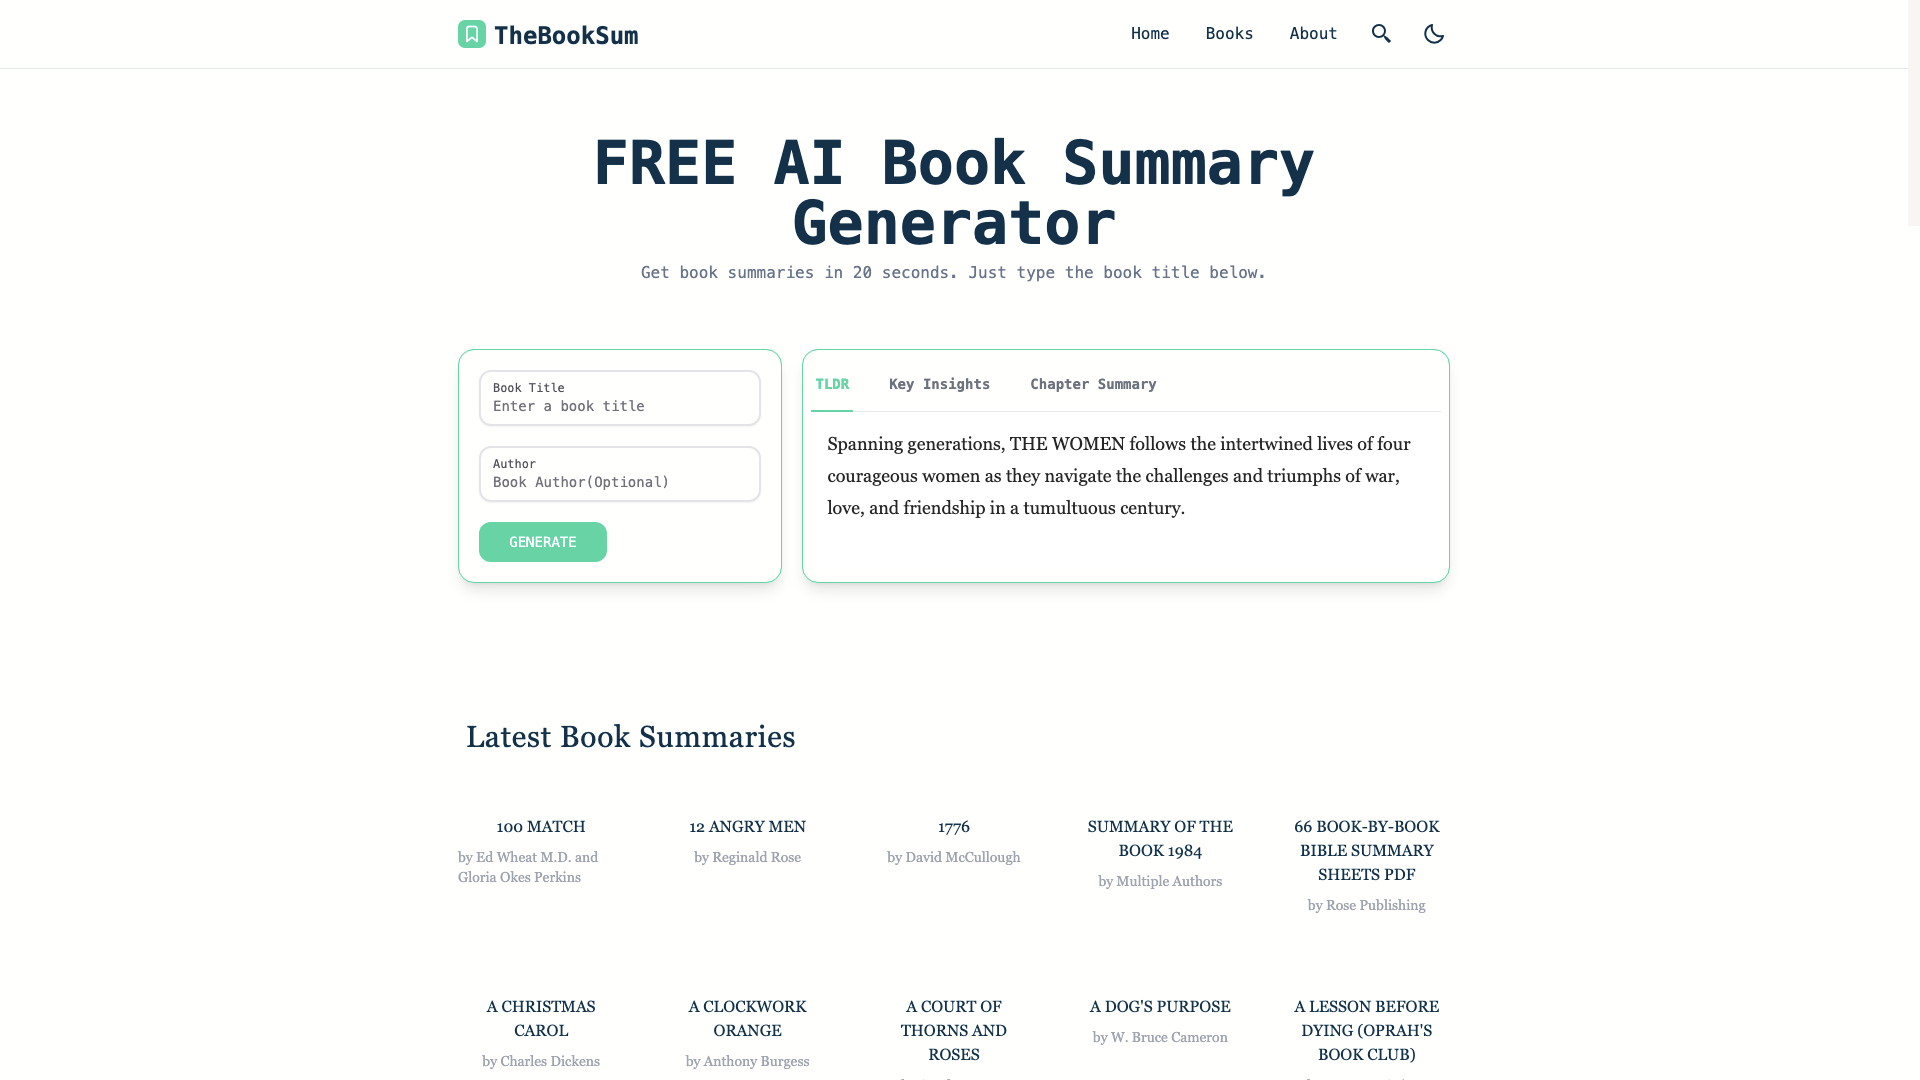 TheBookSum
Home
Books
About
FREE AI Book Summary
Generator
Get book summaries in 20 seconds. Just type the book title below.
Book Title
Enter a book title
Author
Book Author(Optional)
GENERATE
TLDR
Key Insights
Chapter Summary
Spanning generations, THE WOMEN follows the intertwined lives of four
courageous women as they navigate the challenges and triumphs of war,
love, and friendship in a tumultuous century.
Latest Book Summaries
100 MATCH
by Ed Wheat M.D. and
Gloria Okes Perkins
12 ANGRY MEN
by Reginald Rose
1776
by David McCullough
SUMMARY OF THE
BOOK 1984
by Multiple Authors
66 BOOK-BY-BOOK
BIBLE SUMMARY
SHEETS PDF
by Rose Publishing
A CHRISTMAS
CAROL
by Charles Dickens
A CLOCKWORK
ORANGE
by Anthony Burgess
A COURT OF
THORNS AND
ROSES
A DOG'S PURPOSE
by W. Bruce Cameron
A LESSON BEFORE
DYING (OPRAH'S
BOOK CLUB)